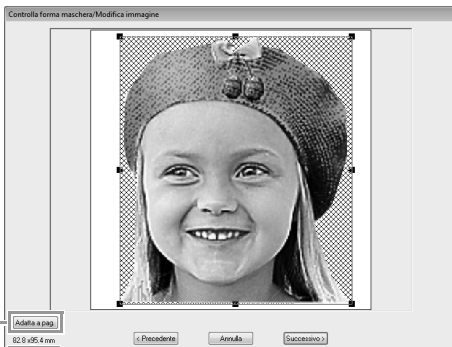 Controlla forma maschera/Modifica immagine
Adatta a pag.
82.8 x95.4 mm
< Precedente
Annulla
Successivo >